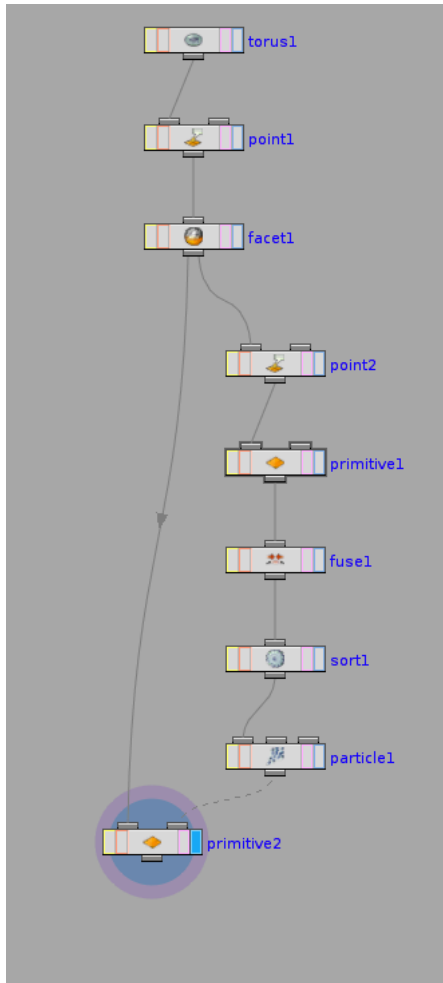 torus1
point1
facet1
point2
primitive1
fuse1
sort1
particle1
primitive2